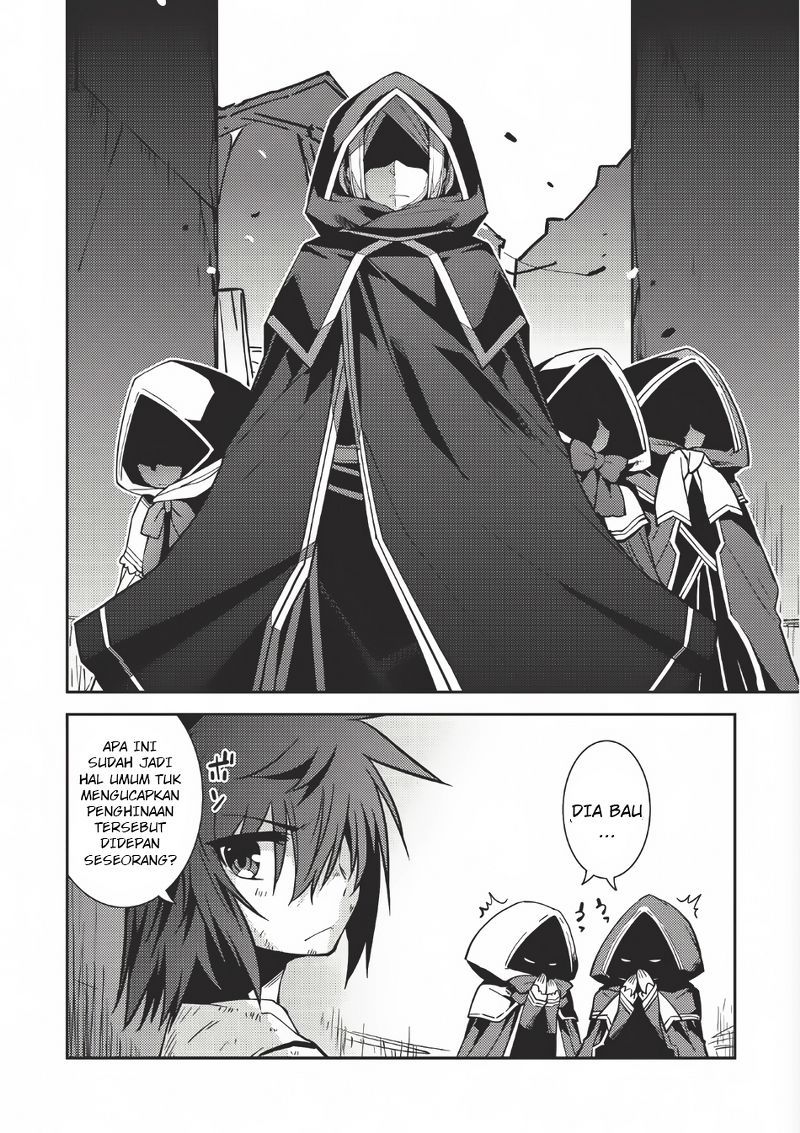 DIA BAU
...
APA INI
SUDAH JADI
HAL UMUM TUK
MENGUCAPKAN
PENGHINAAN
TERSEBUT
DIDEPAN
SESEORANG?
ボソ